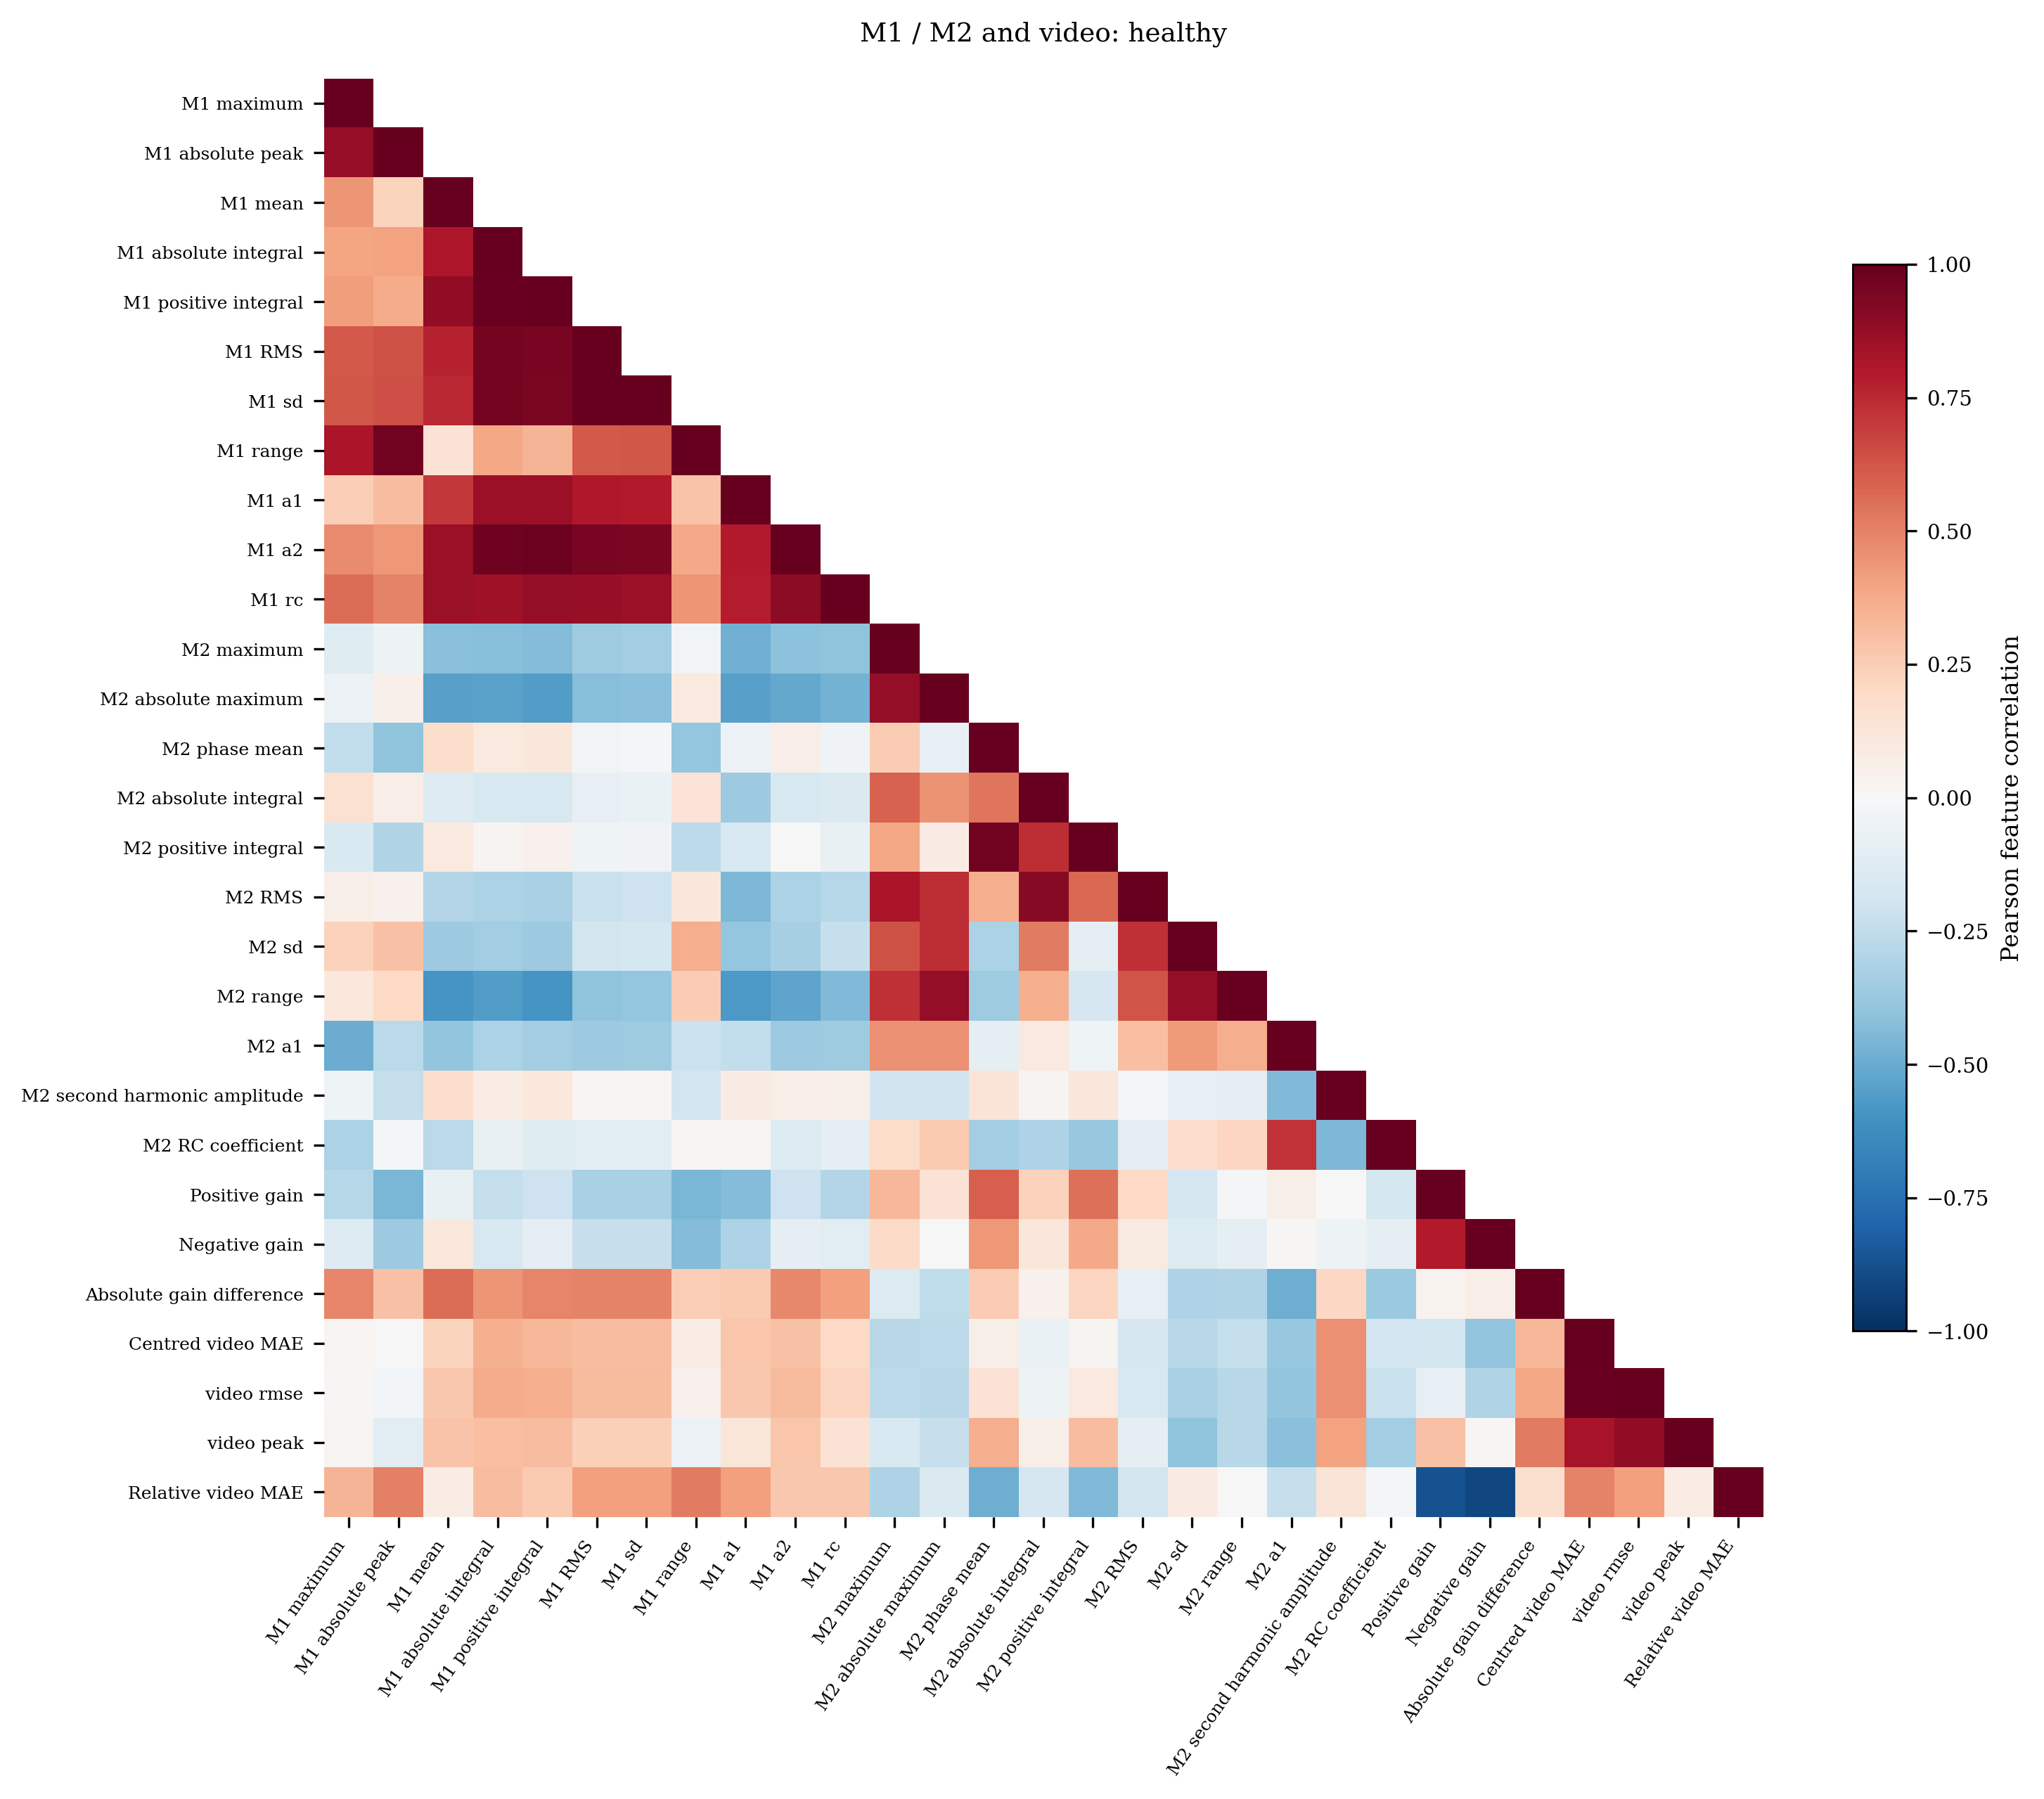 M1 / M2 and video: healthy
M1 maximum
M1 absolute peak
M1 mean
M1 absolute integral
M1 positive integral
M1 RMS
M1 sd
M1 range
M1 a1
M1 a2
M1 rc
M2 maximum
M2 absolute maximum
M2 phase mean
M2 absolute integral
M2 positive integral
M2 RMS
M2 sd
M2 range
M2 a1
M2 second harmonic amplitude
M2 RC coefficient
Positive gain
Negative gain
Absolute gain difference
Centred video MAE
video rmse
video peak
Relative video MAE
M1 maximum
M1 absolute peak
M1 mean
M1 absolute integral
M1 positive integral
M1 RMS
M1 sd
M1 range
M1 a1
M1 a2
M1 rc
M2 maximum
M2 absolute maximum
M2 phase mean
M2 absolute integral
M2 positive integral
M2 RMS
M2 sd
M2 range
M2 a1
M2 second harmonic amplitude
M2 RC coefficient
Positive gain
Negative gain
Absolute gain difference
Centred video MAE
video rmse
video peak
Relative video MAE
1.00
0.75
0.50
0.25
0.00
−0.25
−0.50
−0.75
−1.00
Pearson feature correlation